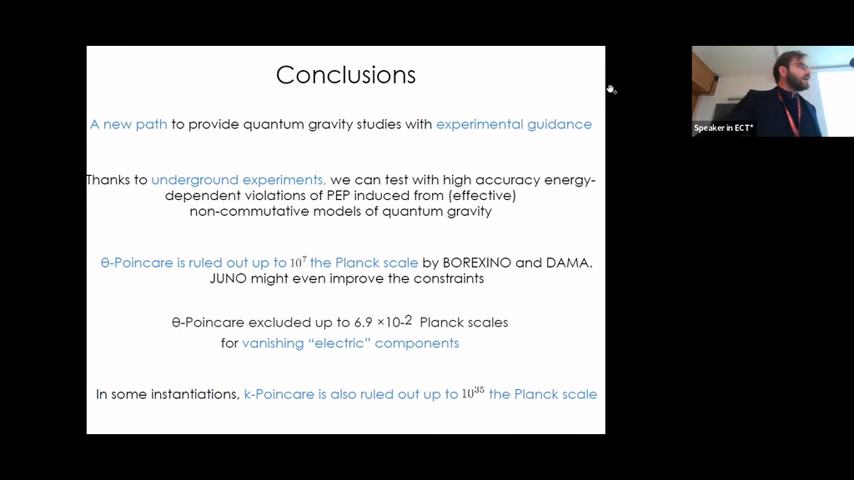 Conclusions
A new path to provide quantum gravity studies with experimental guidance
Thanks to underground experiments, we can test with high accuracy energy-
dependent violations of PEP induced from (effective)
non-commutative models of quantum gravity
θ-Poincare is ruled out up to 10⁷ the Planck scale by BOREXINO and DAMA.
JUNO might even improve the constraints
θ-Poincare excluded up to 6.9 ×10-2 Planck scales
for vanishing “electric” components
In some instantiations, k-Poincare is also ruled out up to 10³⁵ the Planck scale
Speaker in ECT*